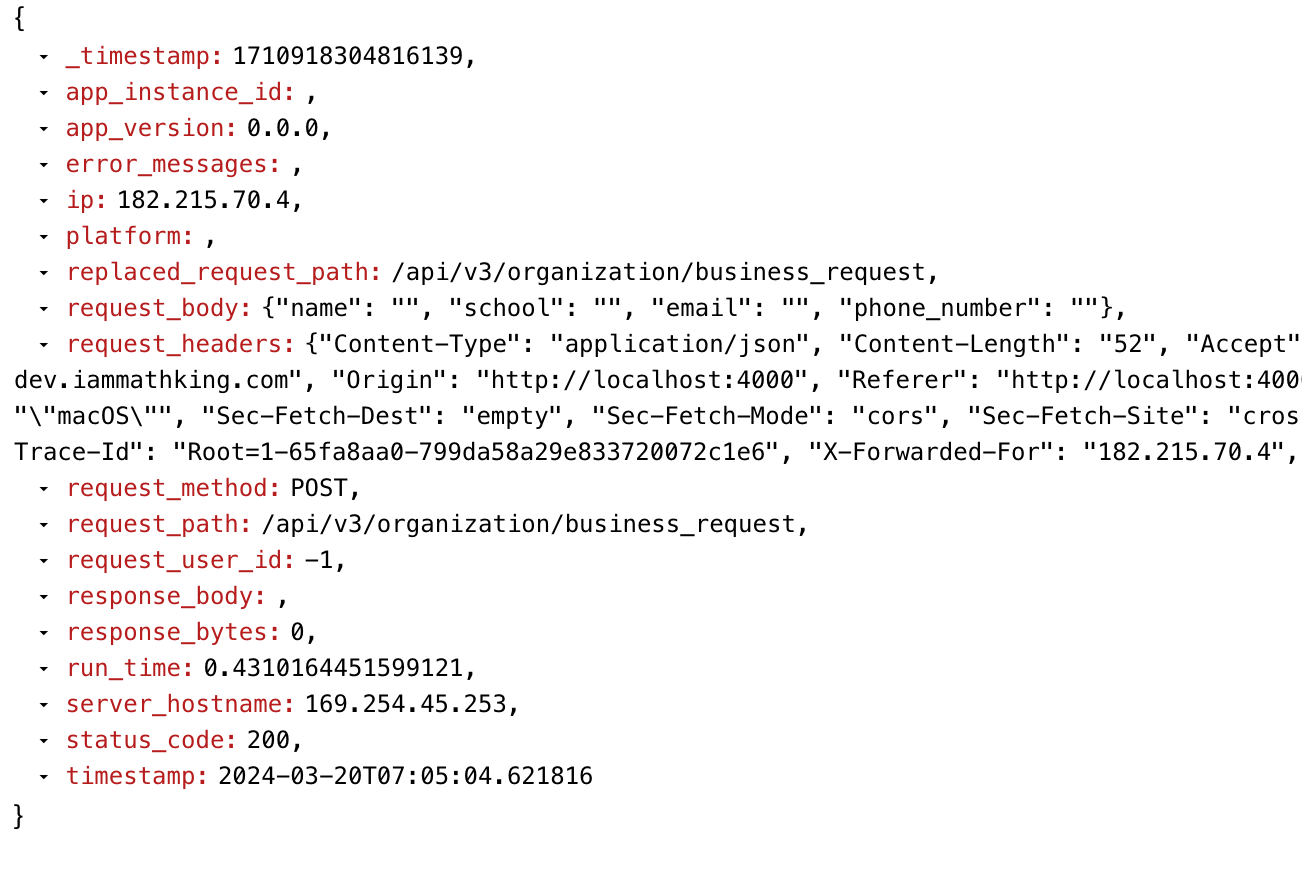 {
_timestamp: 1710918304816139,
app_instance_id: ,
app_version: 0.0.0,
error_messages: ,
ip: 182.215.70.4,
platform: ,
replaced_request_path: /api/v3/organization/business_request,
request_body: {"name": "", "school": "", "email": "", "phone_number": ""},
request_headers: {"Content-Type": "application/json", "Content-Length": "52", "Accept"
dev.iammathking.com", "Origin": "http://localhost:4000", "Referer": "http://localhost:400
"\"macOS\"", "Sec-Fetch-Dest": "empty", "Sec-Fetch-Mode": "cors", "Sec-Fetch-Site": "cros
Trace-Id": "Root=1-65fa8aa0-799da58a29e833720072c1e6", "X-Forwarded-For": "182.215.70.4",
request_method: POST,
request_path: /api/v3/organization/business_request,
request_user_id: -1,
response_body: ,
response_bytes: 0,
run_time: 0.4310164451599121,
server_hostname: 169.254.45.253,
status_code: 200,
timestamp: 2024-03-20T07:05:04.621816
}